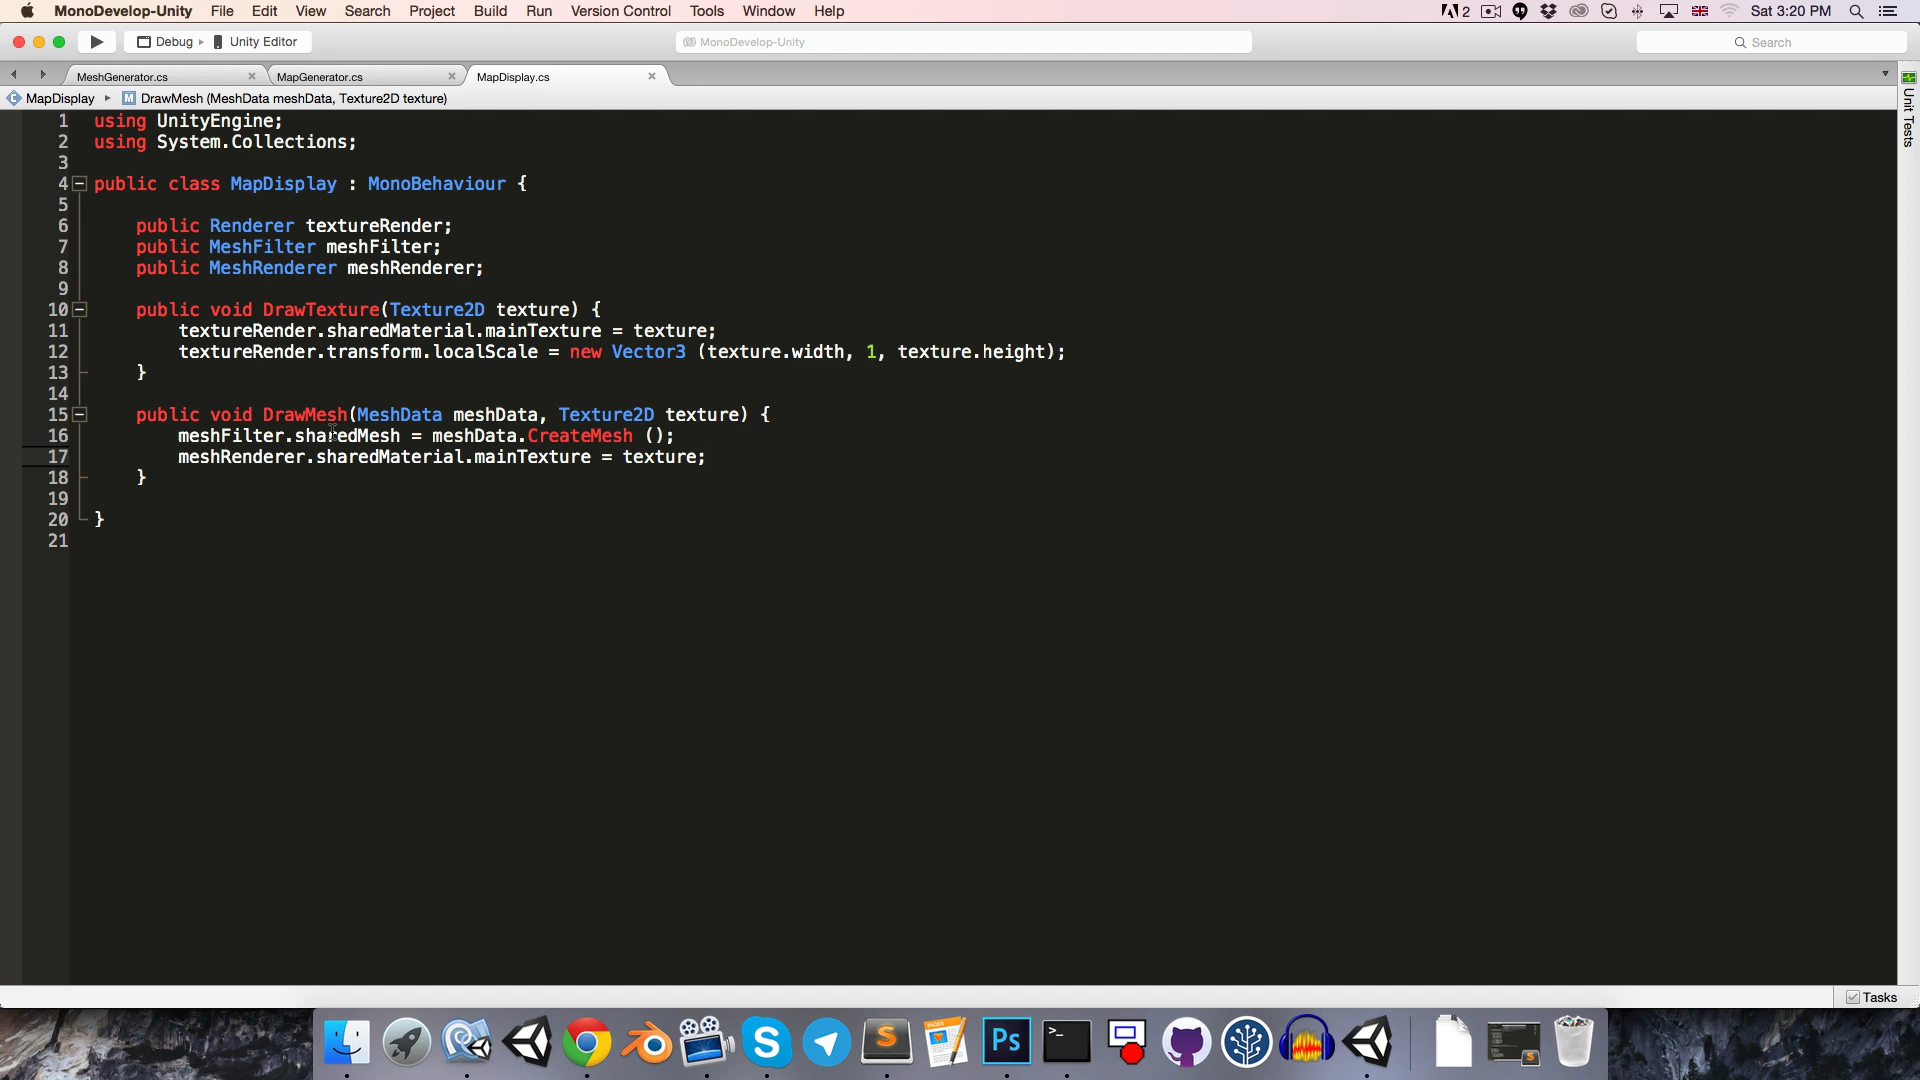 MonoDevelop-Unity File Edit View Search Project Build Run Version Control Tools Window Help 2 Sat 3:20 PM
Debug Unity Editor MonoDevelop-Unity Search
MeshGenerator.cs MapGenerator.cs MapDisplay.cs
MapDisplay DrawMesh (MeshData meshData, Texture2D texture)
Unit Tests
1 using UnityEngine;
2 using System.Collections;
3
4 public class MapDisplay : MonoBehaviour {
5
6 public Renderer textureRender;
7 public MeshFilter meshFilter;
8 public MeshRenderer meshRenderer;
9
10 public void DrawTexture(Texture2D texture) {
11 textureRender.sharedMaterial.mainTexture = texture;
12 textureRender.transform.localScale = new Vector3 (texture.width, 1, texture.height);
13 }
14
15 public void DrawMesh(MeshData meshData, Texture2D texture) {
16 meshFilter.sharedMesh = meshData.CreateMesh ();
17 meshRenderer.sharedMaterial.mainTexture = texture;
18 }
19
20 }
21
Tasks
S PAGES Ps >_ S